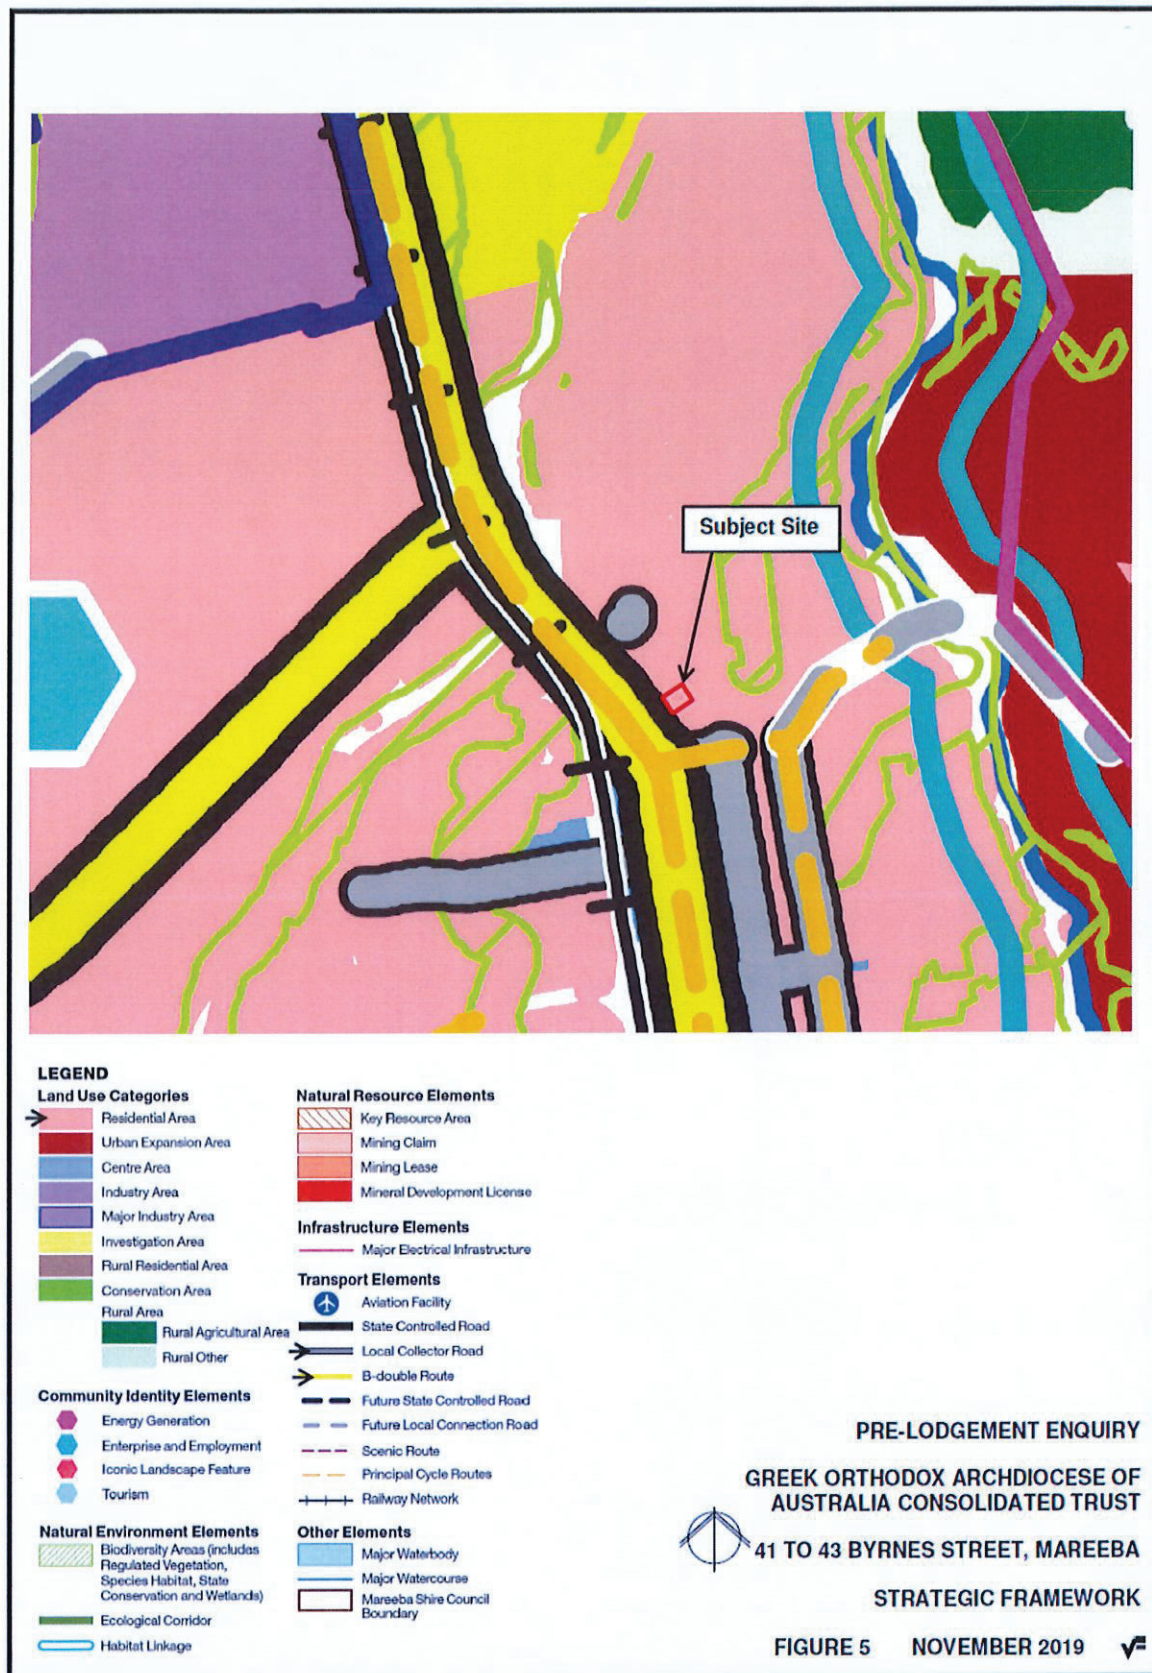 Subject Site
LEGEND
Land Use Categories
Residential Area
Urban Expansion Area
Centre Area
Industry Area
Major Industry Area
Investigation Area
Rural Residential Area
Conservation Area
Rural Area
Rural Agricultural Area
Rural Other
Community Identity Elements
Energy Generation
Enterprise and Employment
Iconic Landscape Feature
Tourism
Natural Environment Elements
Biodiversity Areas (includes
Regulated Vegetation,
Species Habitat, State
Conservation and Wetlands)
Ecological Corridor
Habitat Linkage
Natural Resource Elements
Key Resource Area
Mining Claim
Mining Lease
Mineral Development License
Infrastructure Elements
Major Electrical Infrastructure
Transport Elements
Aviation Facility
State Controlled Road
Local Collector Road
B-double Route
Future State Controlled Road
Future Local Connection Road
Scenic Route
Principal Cycle Routes
Railway Network
Other Elements
Major Waterbody
Major Watercourse
Mareeba Shire Council
Boundary
PRE-LODGEMENT ENQUIRY
GREEK ORTHODOX ARCHDIOCESE OF
AUSTRALIA CONSOLIDATED TRUST
41 TO 43 BYRNES STREET, MAREEBA
STRATEGIC FRAMEWORK
FIGURE 5 NOVEMBER 2019